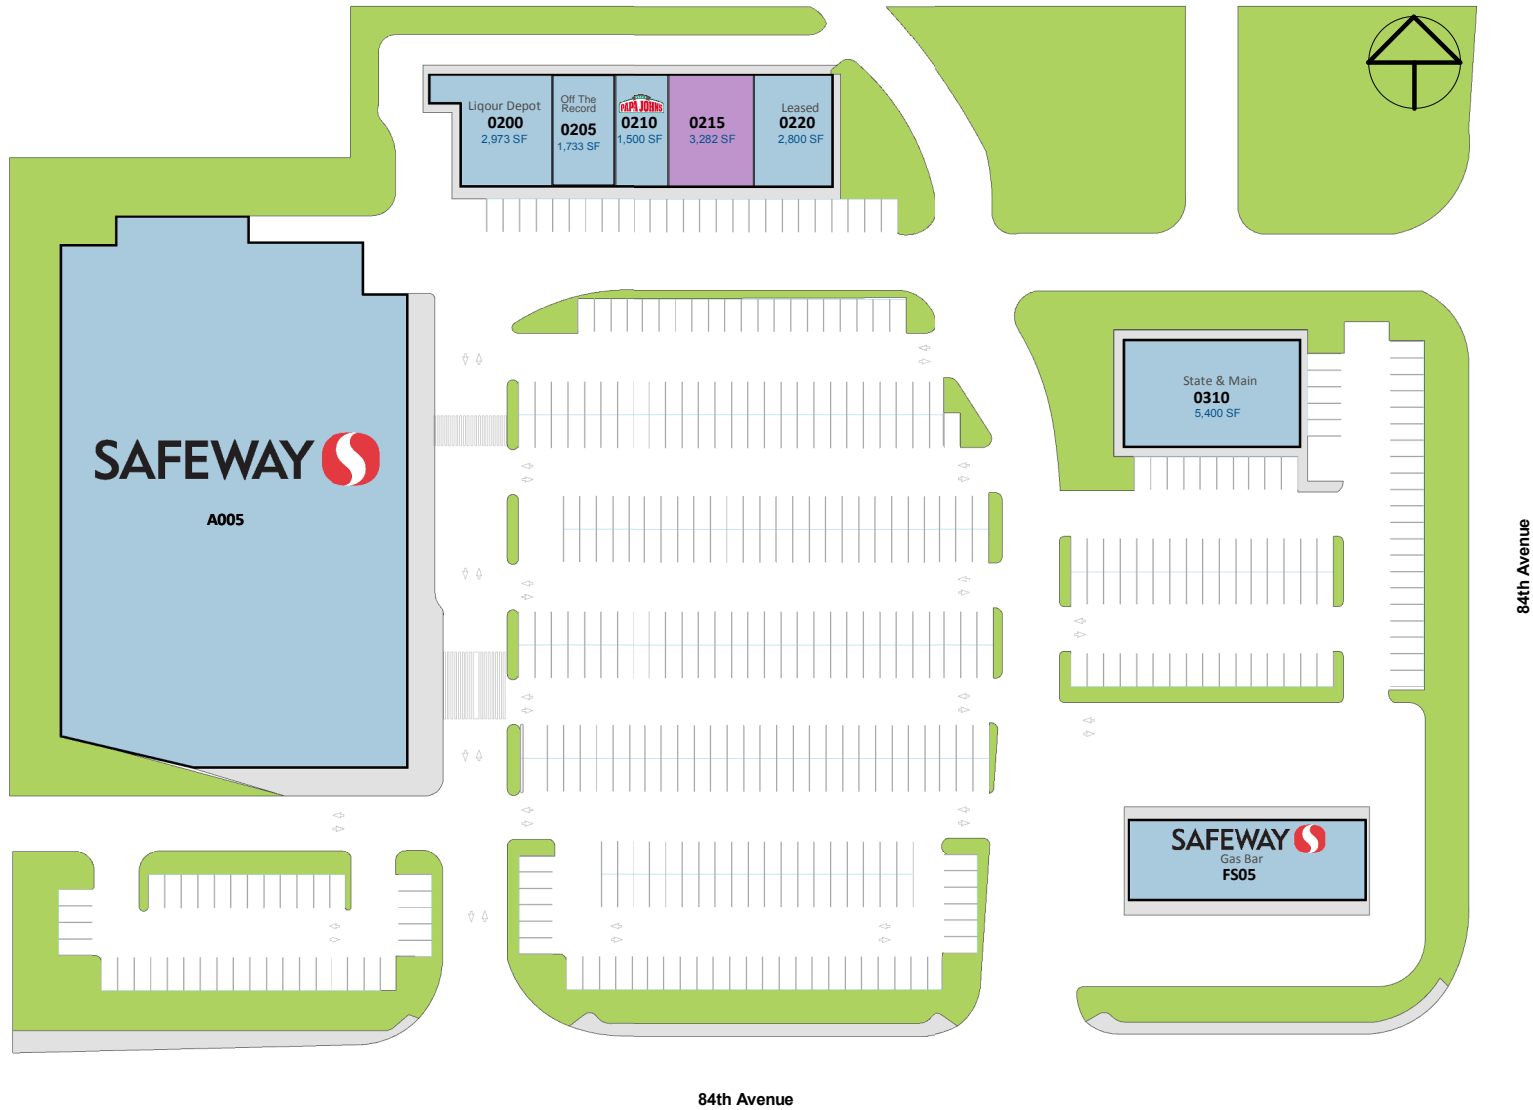 Liqour Depot
0200
2,973 SF
Off The
Record
0205
1,733 SF
PAPA JOHNS
0210
1,500 SF
0215
3,282 SF
Leased
0220
2,800 SF
SAFEWAY
A005
State & Main
0310
5,400 SF
SAFEWAY
Gas Bar
FS05
84th Avenue
84th Avenue